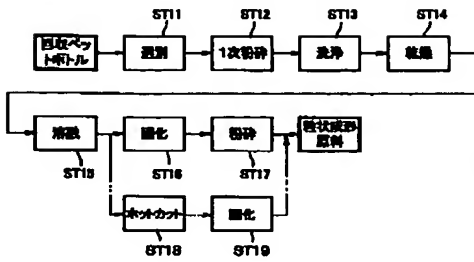 ST11
ST12
ST13
ST14
回収ペッ
トボトル
選別
1次粉砕
洗浄
乾燥
溶融
固化
粉砕
粒状成形
原料
ST15
ST16
ST17
ホットカット
固化
ST18
ST19